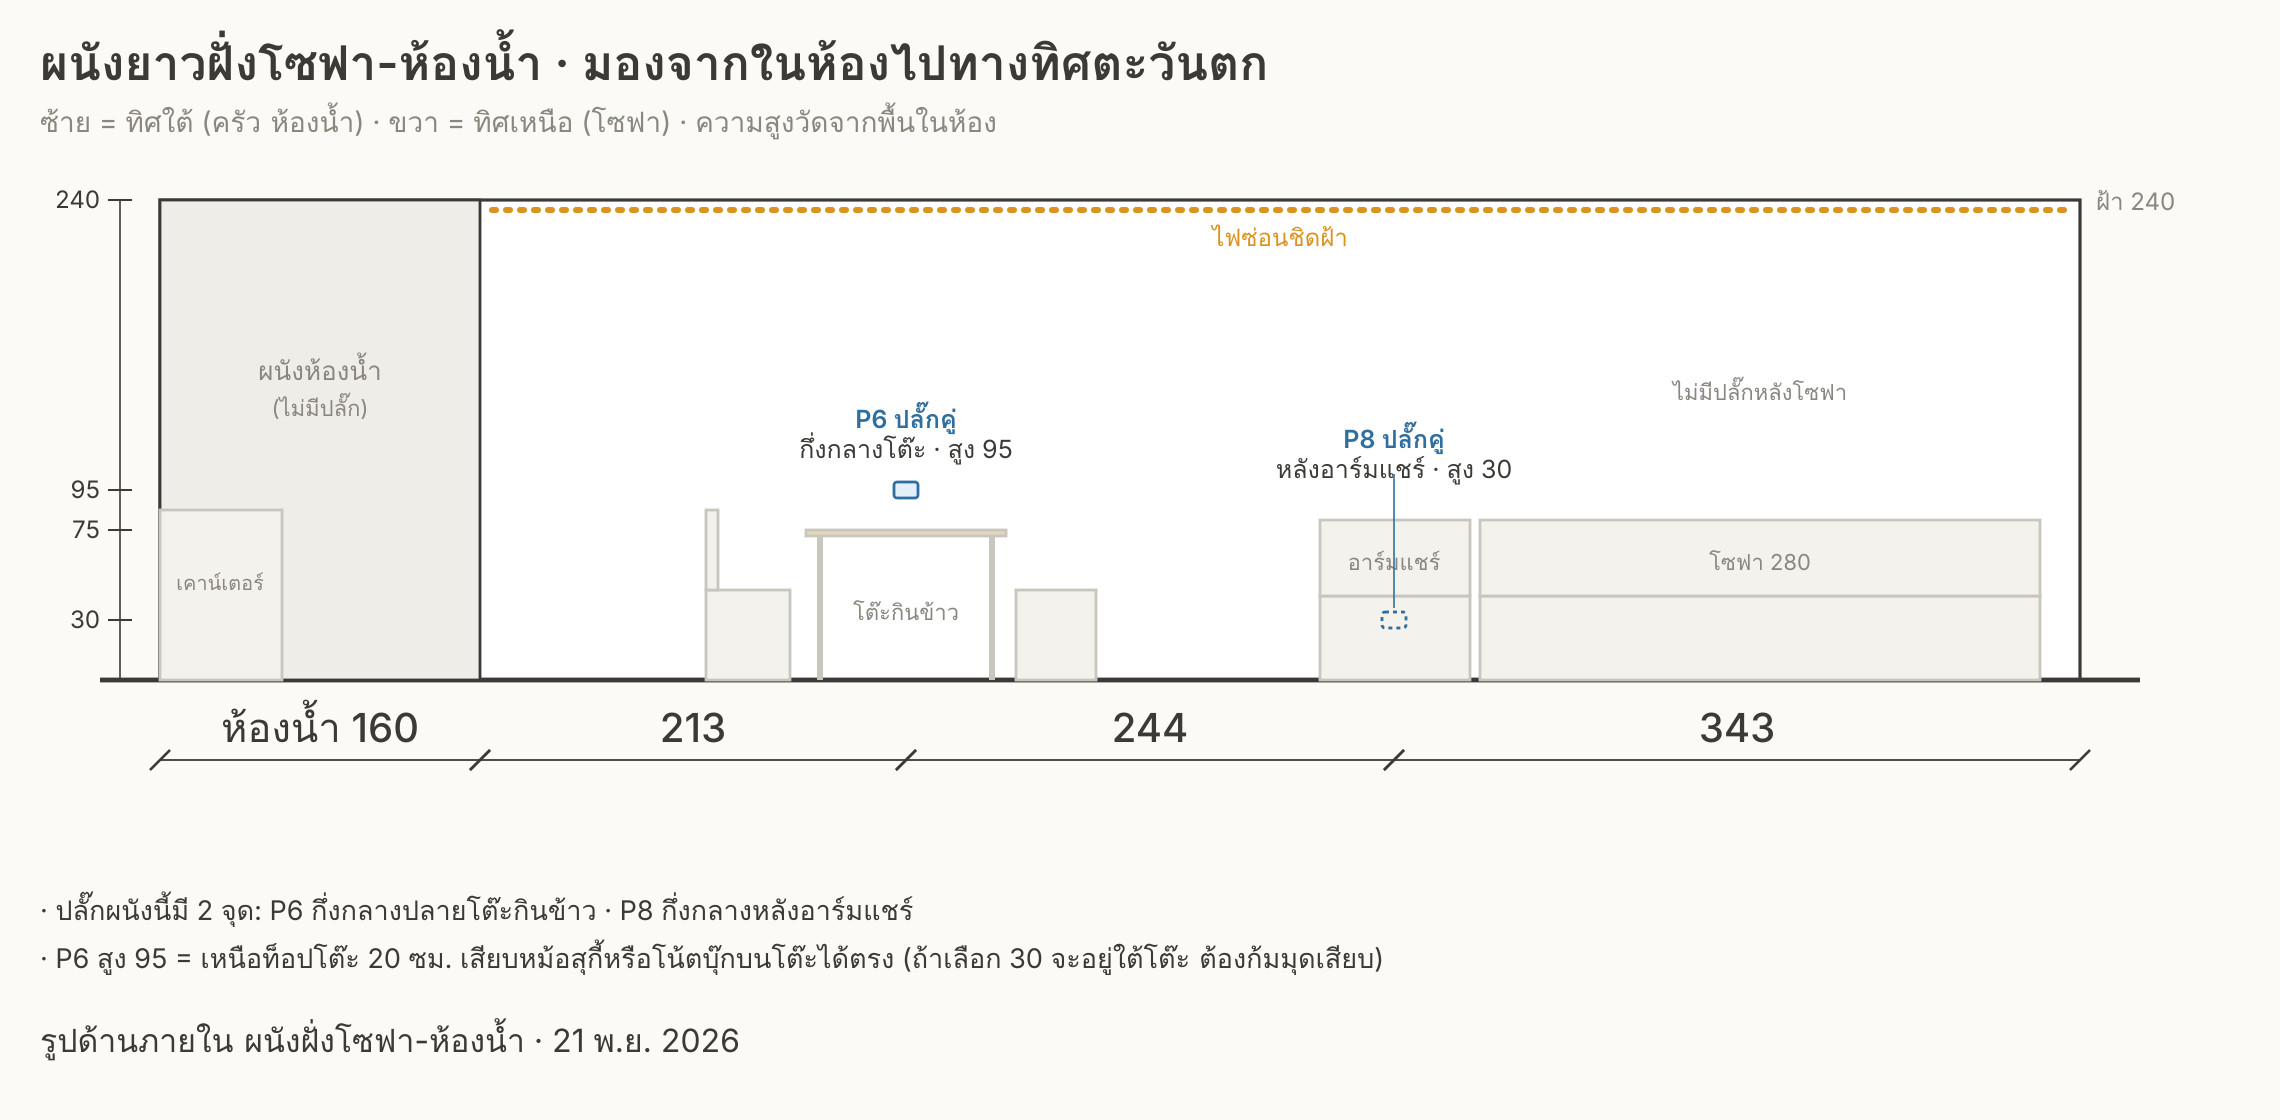 ผนังยาวฝั่งโซฟา-ห้องน้ำ · มองจากในห้องไปทางทิศตะวันตก
ซ้าย = ทิศใต้ (ครัว ห้องน้ำ) · ขวา = ทิศเหนือ (โซฟา) · ความสูงวัดจากพื้นในห้อง
240
ฝ้า 240
ไฟซ่อนชิดฝ้า
ผนังห้องน้ำ
(ไม่มีปลั๊ก)
ไม่มีปลั๊กหลังโซฟา
P6 ปลั๊กคู่
กึ่งกลางโต๊ะ · สูง 95
P8 ปลั๊กคู่
หลังอาร์มแชร์ · สูง 30
95
75
30
เคาน์เตอร์
โต๊ะกินข้าว
อาร์มแชร์
โซฟา 280
ห้องน้ำ 160
213
244
343
· ปลั๊กผนังนี้มี 2 จุด: P6 กึ่งกลางปลายโต๊ะกินข้าว · P8 กึ่งกลางหลังอาร์มแชร์
· P6 สูง 95 = เหนือท็อปโต๊ะ 20 ซม. เสียบหม้อสุกี้หรือโน้ตบุ๊กบนโต๊ะได้ตรง (ถ้าเลือก 30 จะอยู่ใต้โต๊ะ ต้องก้มมุดเสียบ)
รูปด้านภายใน ผนังฝั่งโซฟา-ห้องน้ำ · 21 พ.ย. 2026